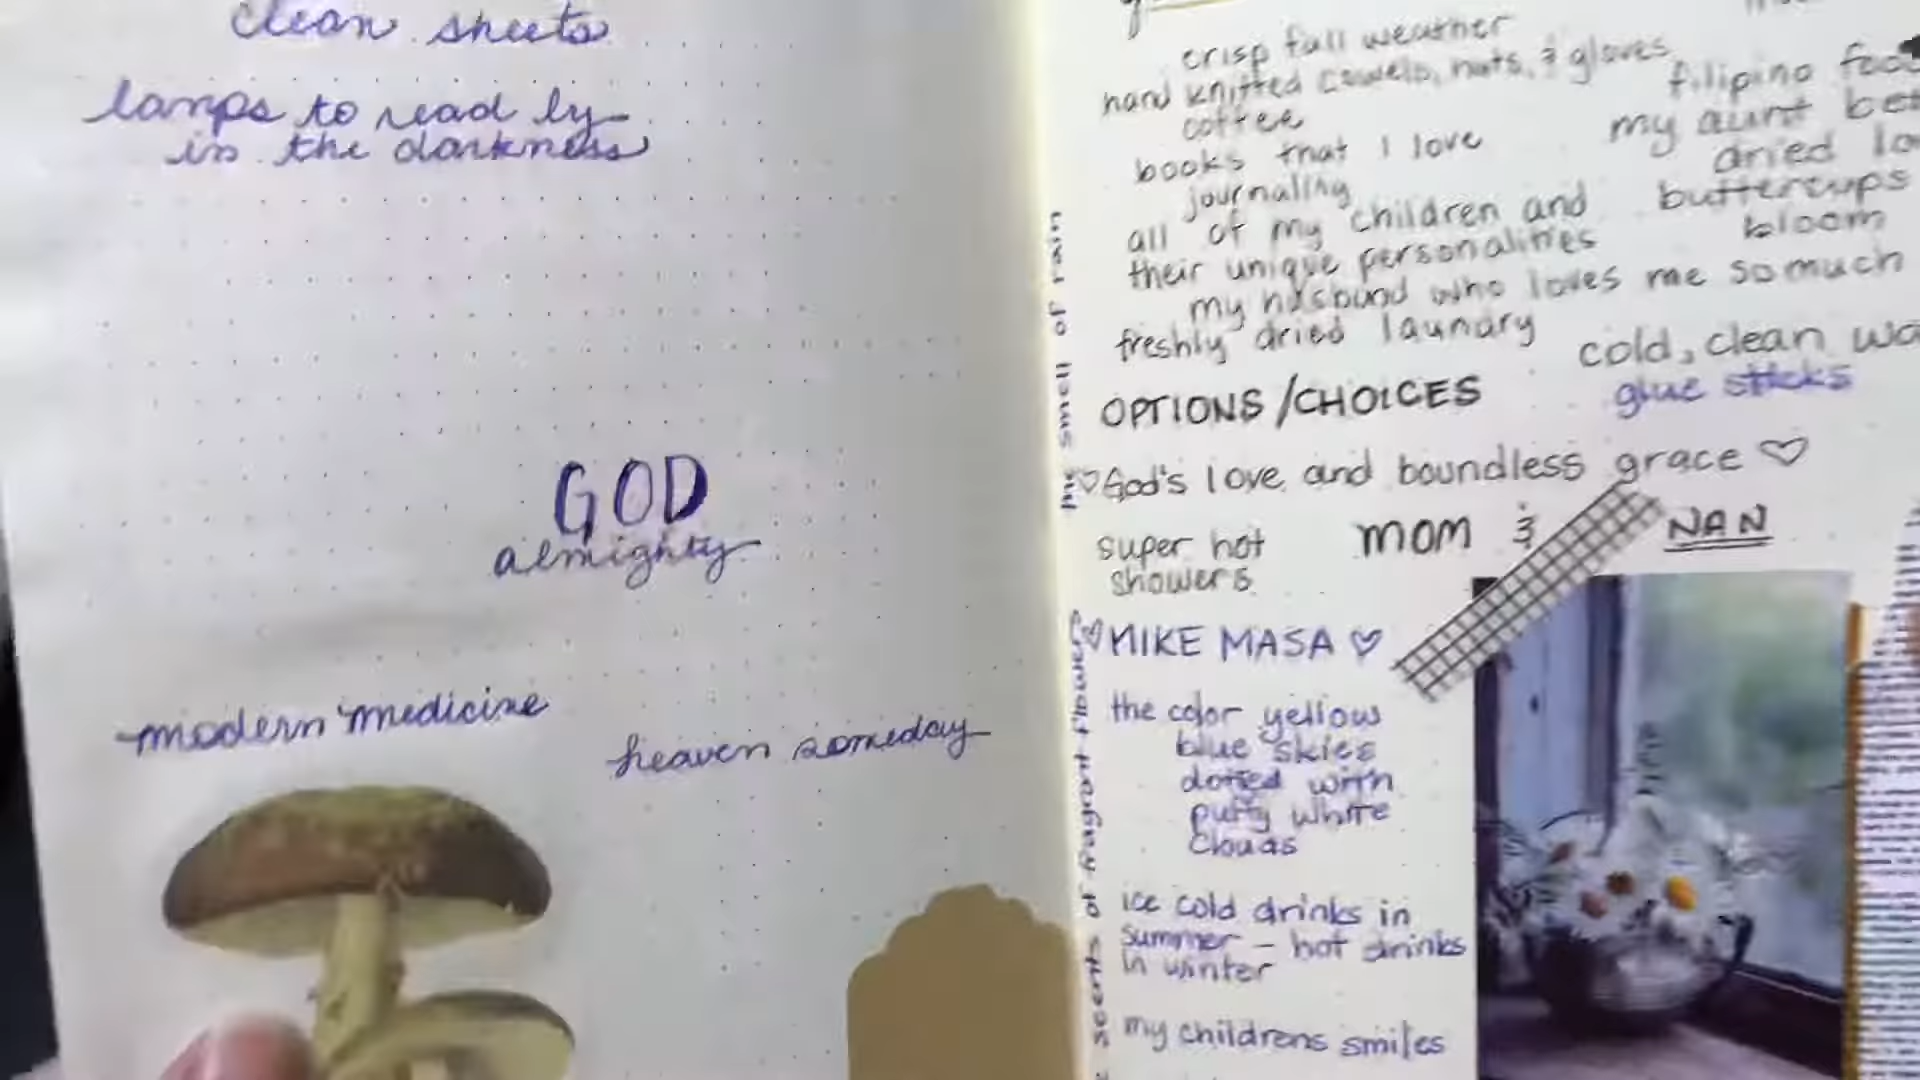 clean sheets
lamps to read by
in the darkness
GOD
almighty
modern medicine
heaven someday
crisp fall weather
hand knitted cowels, hats, & gloves
coffee
books that I love
journaling
all of my children and
their unique personalities
my husband who loves me so much
freshly dried laundry
OPTIONS/CHOICES
♡ God's love and boundless grace ♡
super hot
showers
mom & NAN
♡ MIKE MASA ♡
the color yellow
blue skies
dotted with
puffy white
clouds
ice cold drinks in
summer - hot drinks
in winter
my childrens smiles
filipino
my aunt
dried
buttercups
bloom
cold, clean
glue sticks
the smell of rain
scents of fragrant flowers